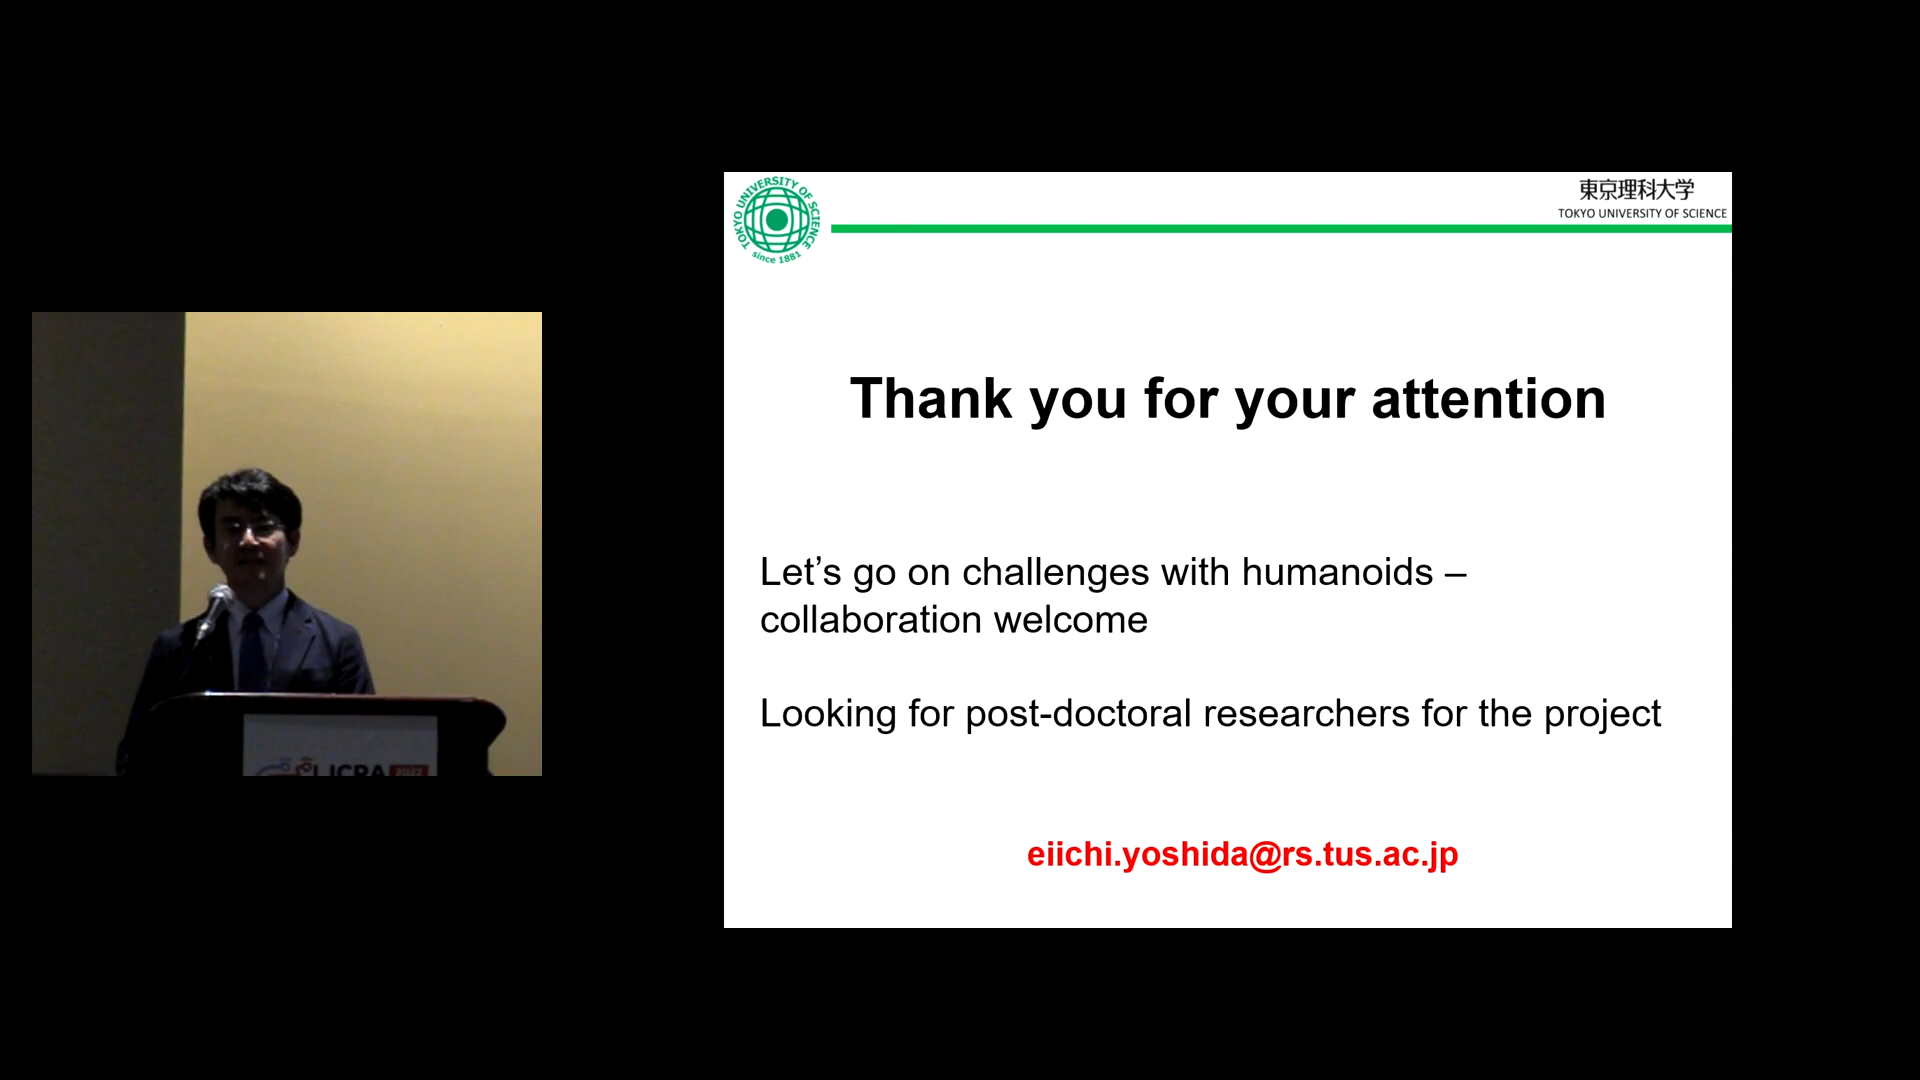 TOKYO UNIVERSITY OF SCIENCE
since 1881
東京理科大学
TOKYO UNIVERSITY OF SCIENCE
Thank you for your attention
Let’s go on challenges with humanoids –
collaboration welcome
Looking for post-doctoral researchers for the project
eiichi.yoshida@rs.tus.ac.jp
ICRA 2022